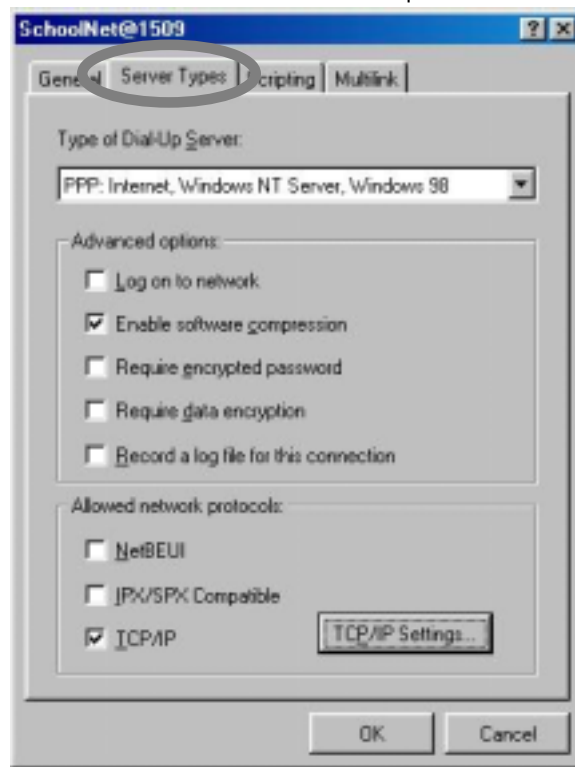 SchoolNet@1509
General Server Types Scripting Multilink
Type of Dial-Up Server:
PPP: Internet, Windows NT Server, Windows 98
Advanced options:
Log on to network
Enable software compression
Require encrypted password
Require data encryption
Record a log file for this connection
Allowed network protocols:
NetBEUI
IPX/SPX Compatible
TCP/IP TCP/IP Settings...
OK Cancel